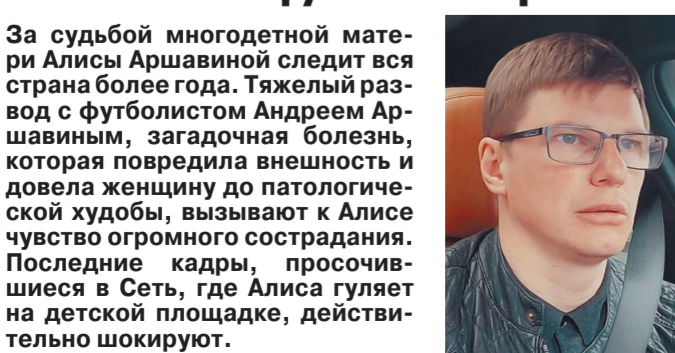 За судьбой многодетной мате-
ри Алисы Аршавиной следит вся
страна более года. Тяжелый раз-
вод с футболистом Андреем Ар-
шавиным, загадочная болезнь,
которая повредила внешность и
довела женщину до патологиче-
ской худобы, вызывают к Алисе
чувство огромного сострадания.
Последние кадры, просочив-
шиеся в Сеть, где Алиса гуляет
на детской площадке, действи-
тельно шокируют.